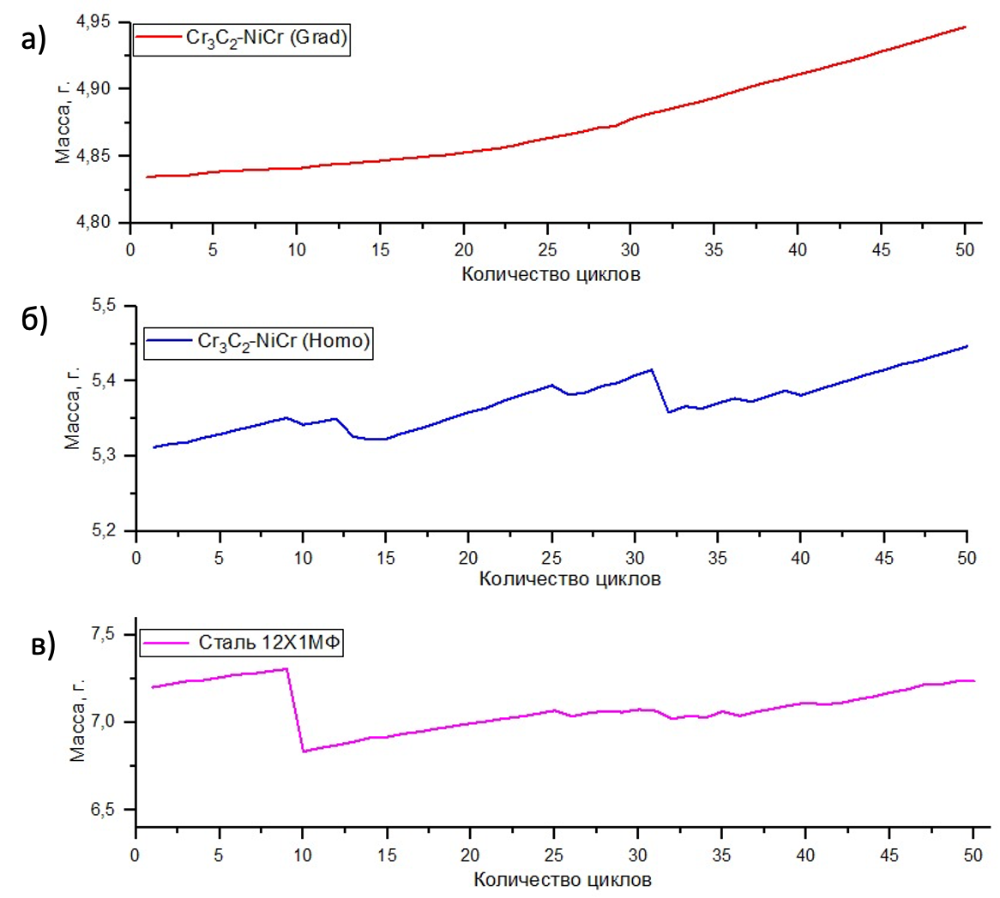 а)
Cr3C2-NiCr (Grad)
Масса, г.
4,95
4,90
4,85
4,80
0 5 10 15 20 25 30 35 40 45 50
Количество циклов
б)
Cr3C2-NiCr (Homo)
Масса, г.
5,5
5,4
5,3
5,2
0 5 10 15 20 25 30 35 40 45 50
Количество циклов
в)
Сталь 12Х1МФ
Масса, г.
7,5
7,0
6,5
0 5 10 15 20 25 30 35 40 45 50
Количество циклов